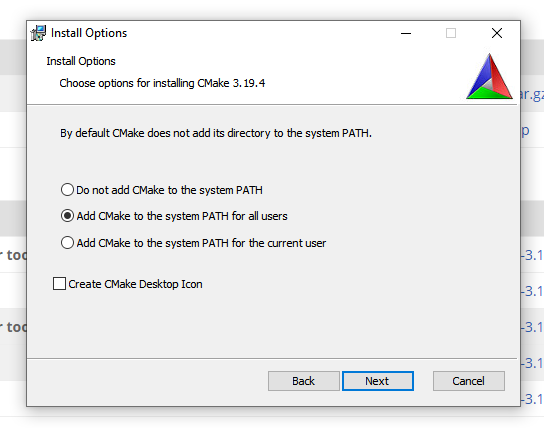 Install Options
Install Options
Choose options for installing CMake 3.19.4
ar.gz
p
By default CMake does not add its directory to the system PATH.
Do not add CMake to the system PATH
Add CMake to the system PATH for all users
Add CMake to the system PATH for the current user
r too
-3.1
Create CMake Desktop Icon
-3.1
r too
-3.1
-3.1
Back
Next
Cancel
-3.1